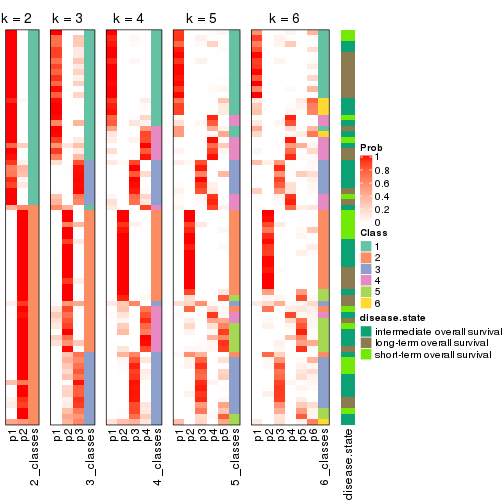 k = 2 k = 3 k = 4 k = 5 k = 6
Prob
1
0.8
0.6
0.4
0.2
0
Class
1
2
3
4
5
6
disease.state
intermediate overall survival
long-term overall survival
short-term overall survival
p1 p2 2_classes p1 p2 p3 3_classes p1 p2 p3 p4 4_classes p1 p2 p3 p4 p5 5_classes p1 p2 p3 p4 p5 p6 6_classes disease.state